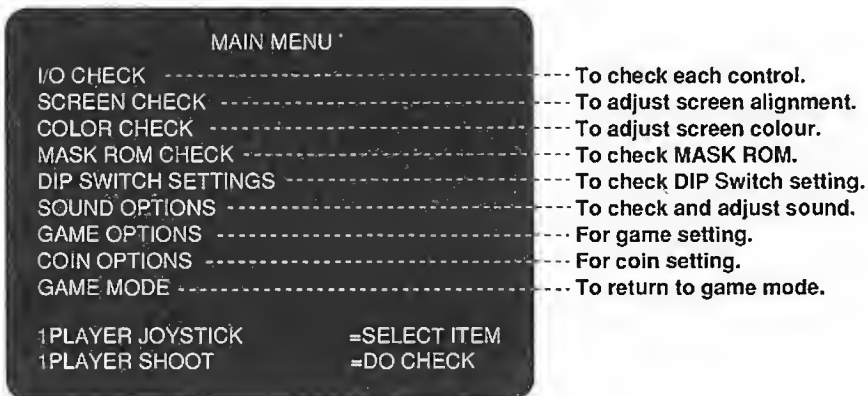 MAIN MENU
I/O CHECK To check each control.
SCREEN CHECK To adjust screen alignment.
COLOR CHECK To adjust screen colour.
MASK ROM CHECK To check MASK ROM.
DIP SWITCH SETTINGS To check DIP Switch setting.
SOUND OPTIONS To check and adjust sound.
GAME OPTIONS For game setting.
COIN OPTIONS For coin setting.
GAME MODE To return to game mode.
1PLAYER JOYSTICK =SELECT ITEM
1PLAYER SHOOT =DO CHECK